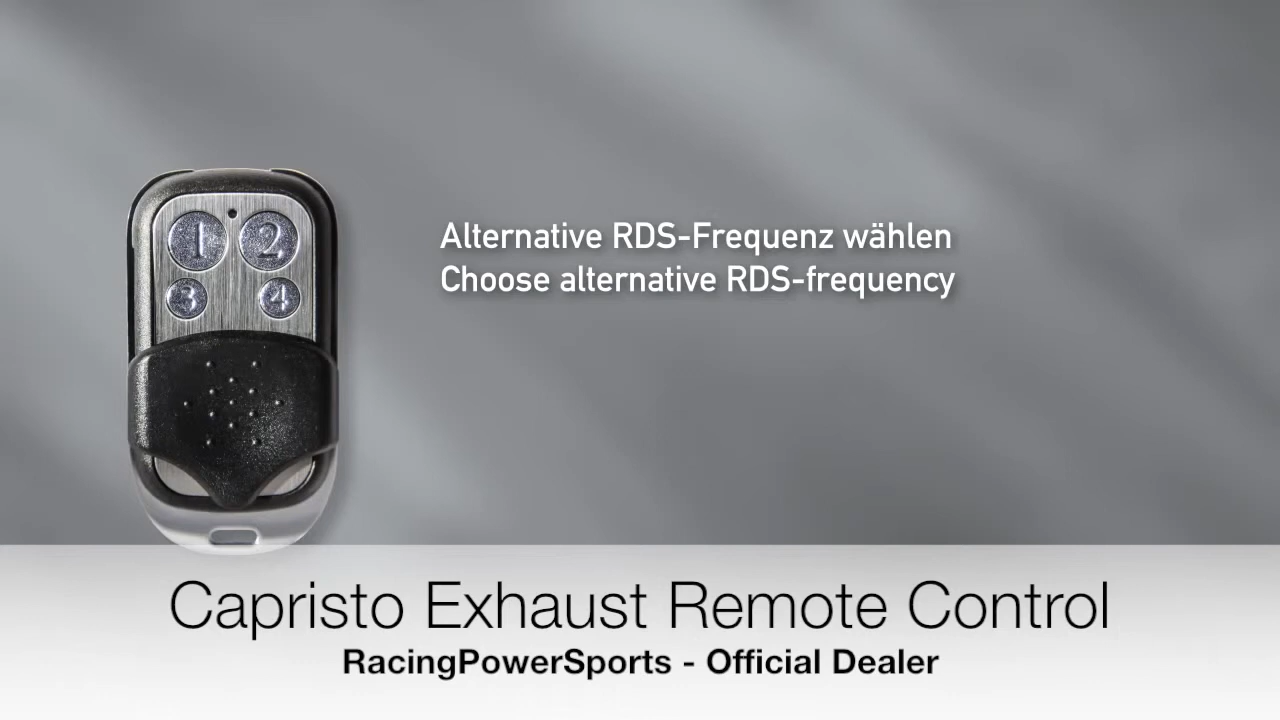 1 2
3 4
Alternative RDS-Frequenz wählen
Choose alternative RDS-frequency
Capristo Exhaust Remote Control
RacingPowerSports - Official Dealer